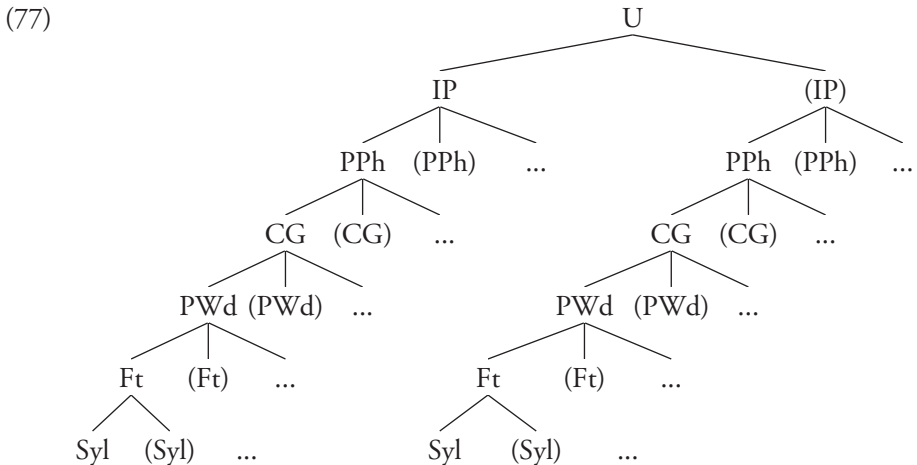 (77) U
IP (IP)
PPh (PPh) ... PPh (PPh) ...
CG (CG) ... CG (CG) ...
PWd (PWd) ... PWd (PWd) ...
Ft (Ft) ... Ft (Ft) ...
Syl (Syl) ... Syl (Syl) ...